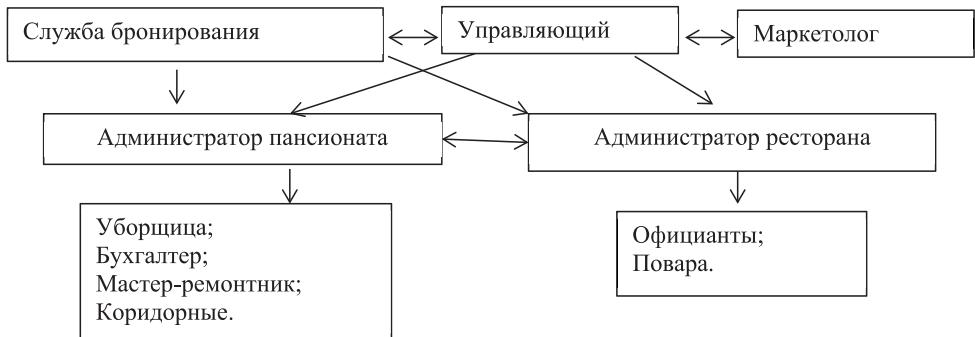 Служба бронирования
Управляющий
Маркетолог
Администратор пансионата
Администратор ресторана
Уборщица;
Бухгалтер;
Мастер-ремонтник;
Коридорные.
Официанты;
Повара.